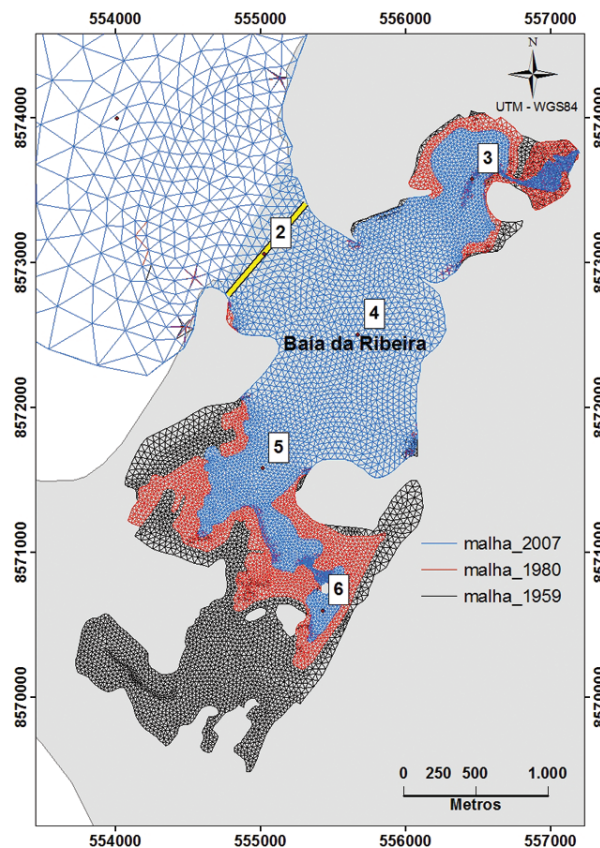 554000 555000 556000 557000
N
UTM - WGS84
8574000 8574000
3
2
8573000 8573000
4
Baia da Ribeira
8572000 8572000
5
8571000 8571000
malha_2007
malha_1980
6
malha_1959
8570000 8570000
0 250 500 1.000
Metros
554000 555000 556000 557000